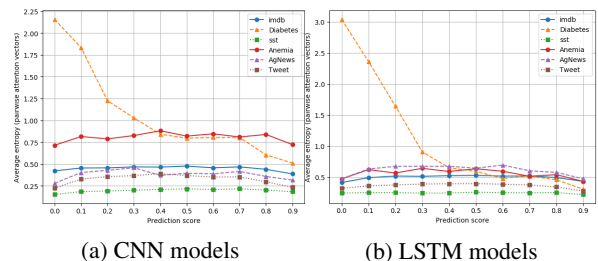 2.25
2.00
1.75
1.50
1.25
1.00
0.75
0.50
0.25
Average entropy (pairwise attention vectors)
imdb
Diabetes
sst
Anemia
AgNews
Tweet
0.0 0.1 0.2 0.3 0.4 0.5 0.6
Prediction score
(a) CNN models
3.0
2.5
2.0
1.5
1.0
0.5
0.0
Average entropy (pairwise attention vectors)
imdb
Diabetes
sst
Anemia
AgNews
Tweet
0.0 0.1 0.2 0.3 0.4 0.5 0.6 0.7 0.8 0.9
Prediction score
(b) LSTM models